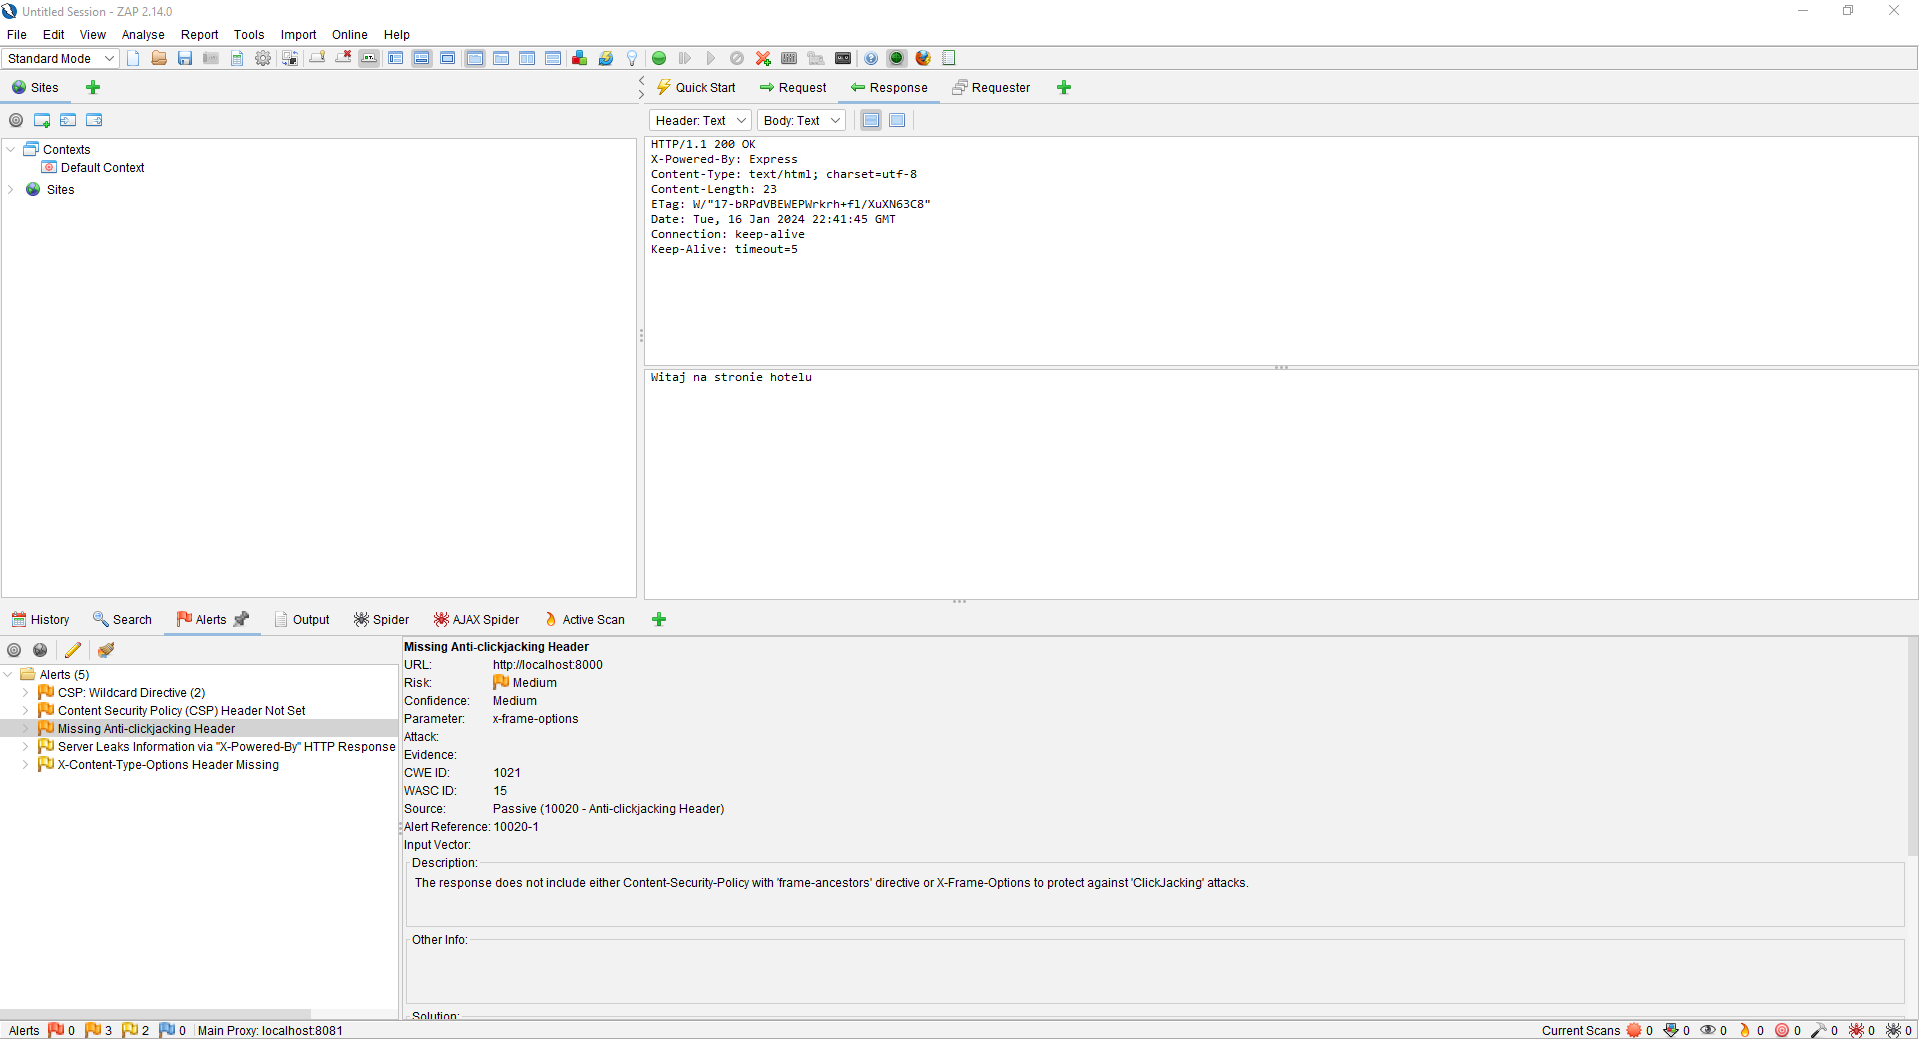 Untitled Session - ZAP 2.14.0
File Edit View Analyse Report Tools Import Online Help
Standard Mode
Sites
Quick Start Request Response Requester
Header: Text Body: Text
Contexts
Default Context
Sites
HTTP/1.1 200 OK
X-Powered-By: Express
Content-Type: text/html; charset=utf-8
Content-Length: 23
ETag: W/"17-bRPdVBEWEPWrkrh+fl/XuXN63C8"
Date: Tue, 16 Jan 2024 22:41:45 GMT
Connection: keep-alive
Keep-Alive: timeout=5
Witaj na stronie hotelu
History Search Alerts Output Spider AJAX Spider Active Scan
Alerts (5)
CSP: Wildcard Directive (2)
Content Security Policy (CSP) Header Not Set
Missing Anti-clickjacking Header
Server Leaks Information via "X-Powered-By" HTTP Response
X-Content-Type-Options Header Missing
Missing Anti-clickjacking Header
URL: http://localhost:8000
Risk: Medium
Confidence: Medium
Parameter: x-frame-options
Attack:
Evidence:
CWE ID: 1021
WASC ID: 15
Source: Passive (10020 - Anti-clickjacking Header)
Alert Reference: 10020-1
Input Vector:
Description:
The response does not include either Content-Security-Policy with 'frame-ancestors' directive or X-Frame-Options to protect against 'ClickJacking' attacks.
Other Info:
Solution:
Alerts 0 3 2 0 Main Proxy: localhost:8081
Current Scans 0 0 0 0 0 0 0 0